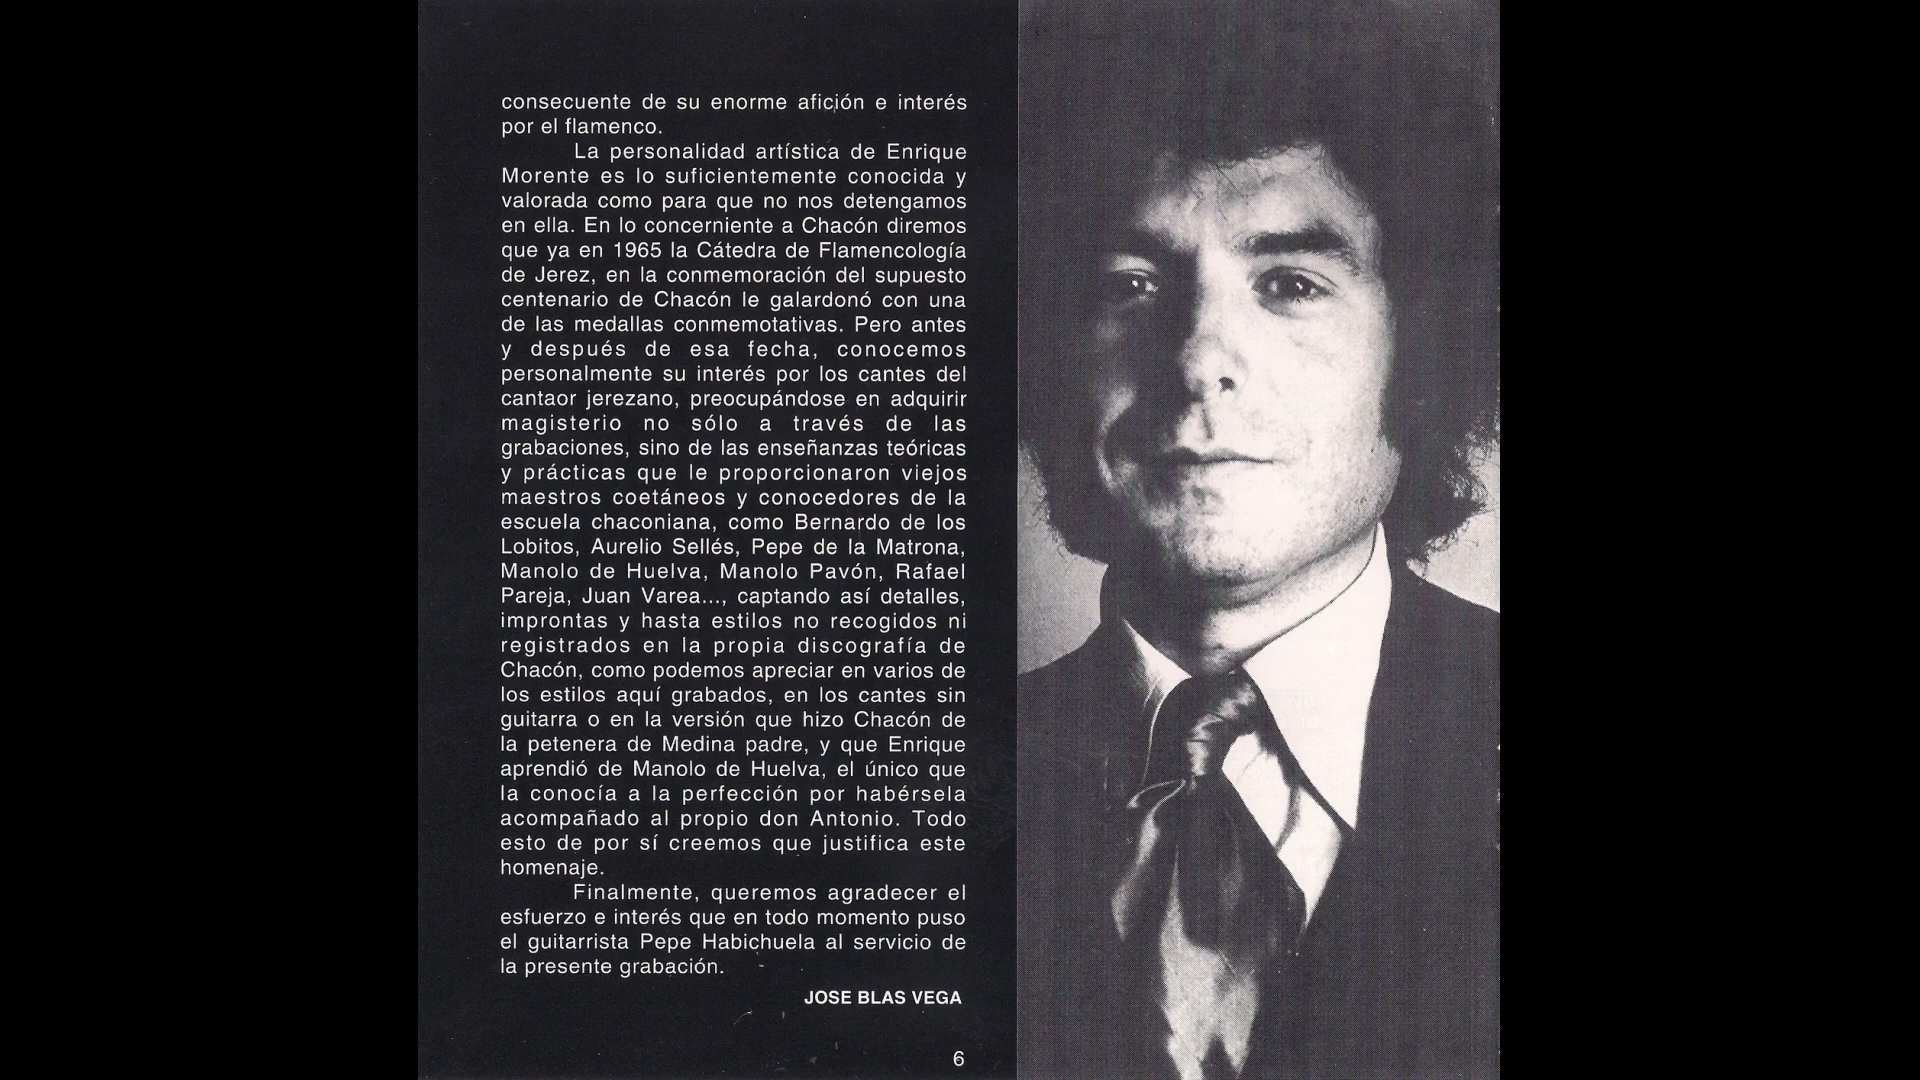 consecuente de su enorme afición e interés
por el flamenco.
La personalidad artística de Enrique
Morente es lo suficientemente conocida y
valorada como para que no nos detengamos
en ella. En lo concerniente a Chacón diremos
que ya en 1965 la Cátedra de Flamencología
de Jerez, en la conmemoración del supuesto
centenario de Chacón le galardonó con una
de las medallas conmemotativas. Pero antes
y después de esa fecha, conocemos
personalmente su interés por los cantes del
cantaor jerezano, preocupándose en adquirir
magisterio no sólo a través de las
grabaciones, sino de las enseñanzas teóricas
y prácticas que le proporcionaron viejos
maestros coetáneos y conocedores de la
escuela chaconiana, como Bernardo de los
Lobitos, Aurelio Sellés, Pepe de la Matrona,
Manolo de Huelva, Manolo Pavón, Rafael
Pareja, Juan Varea..., captando así detalles,
improntas y hasta estilos no recogidos ni
registrados en la propia discografía de
Chacón, como podemos apreciar en varios de
los estilos aquí grabados, en los cantes sin
guitarra o en la versión que hizo Chacón de
la petenera de Medina padre, y que Enrique
aprendió de Manolo de Huelva, el único que
la conocía a la perfección por habérsela
acompañado al propio don Antonio. Todo
esto de por sí creemos que justifica este
homenaje.
Finalmente, queremos agradecer el
esfuerzo e interés que en todo momento puso
el guitarrista Pepe Habichuela al servicio de
la presente grabación.
JOSE BLAS VEGA
6